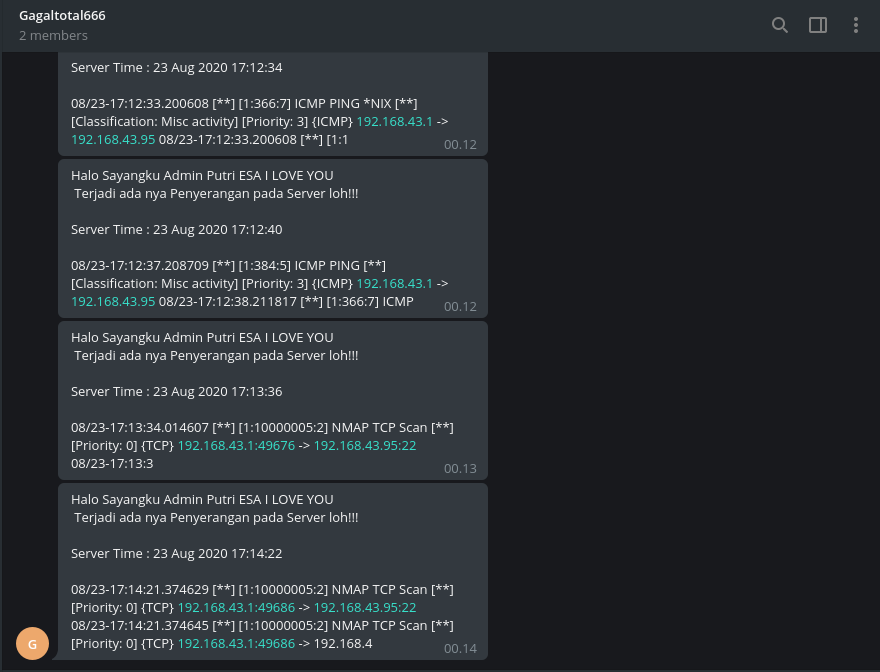 Gagaltotal666
2 members
Server Time : 23 Aug 2020 17:12:34
08/23-17:12:33.200608 [**] [1:366:7] ICMP PING *NIX [**]
[Classification: Misc activity] [Priority: 3] {ICMP} 192.168.43.1 ->
192.168.43.95 08/23-17:12:33.200608 [**] [1:1
00.12
Halo Sayangku Admin Putri ESA I LOVE YOU
Terjadi ada nya Penyerangan pada Server loh!!!
Server Time : 23 Aug 2020 17:12:40
08/23-17:12:37.208709 [**] [1:384:5] ICMP PING [**]
[Classification: Misc activity] [Priority: 3] {ICMP} 192.168.43.1 ->
192.168.43.95 08/23-17:12:38.211817 [**] [1:366:7] ICMP
00.12
Halo Sayangku Admin Putri ESA I LOVE YOU
Terjadi ada nya Penyerangan pada Server loh!!!
Server Time : 23 Aug 2020 17:13:36
08/23-17:13:34.014607 [**] [1:10000005:2] NMAP TCP Scan [**]
[Priority: 0] {TCP} 192.168.43.1:49676 -> 192.168.43.95:22
08/23-17:13:3
00.13
Halo Sayangku Admin Putri ESA I LOVE YOU
Terjadi ada nya Penyerangan pada Server loh!!!
Server Time : 23 Aug 2020 17:14:22
08/23-17:14:21.374629 [**] [1:10000005:2] NMAP TCP Scan [**]
[Priority: 0] {TCP} 192.168.43.1:49686 -> 192.168.43.95:22
08/23-17:14:21.374645 [**] [1:10000005:2] NMAP TCP Scan [**]
[Priority: 0] {TCP} 192.168.43.1:49686 -> 192.168.4
00.14
G